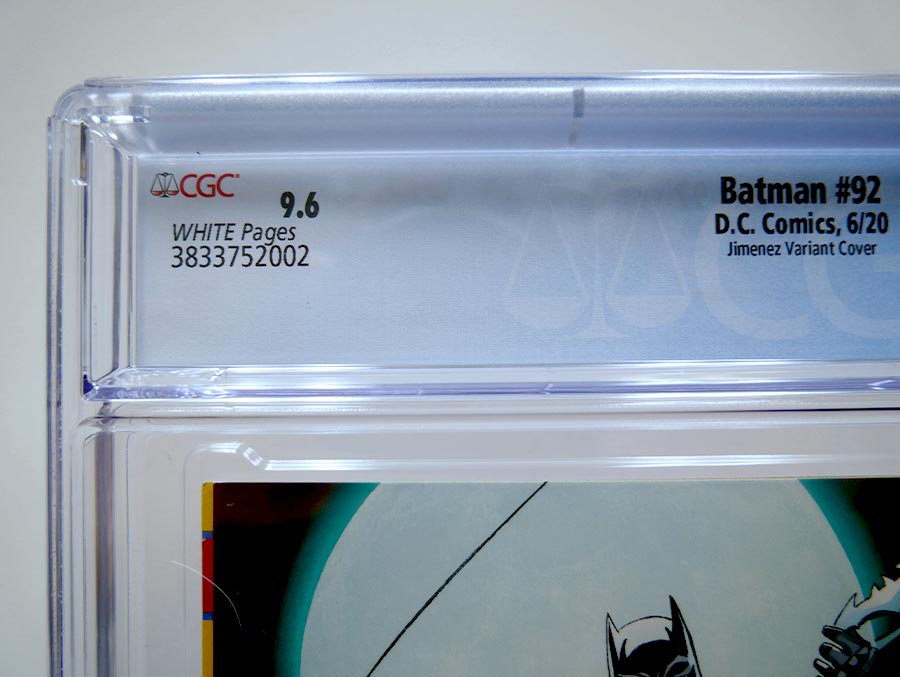 CGC
9.6
WHITE Pages
3833752002
Batman #92
D.C. Comics, 6/20
Jimenez Variant Cover